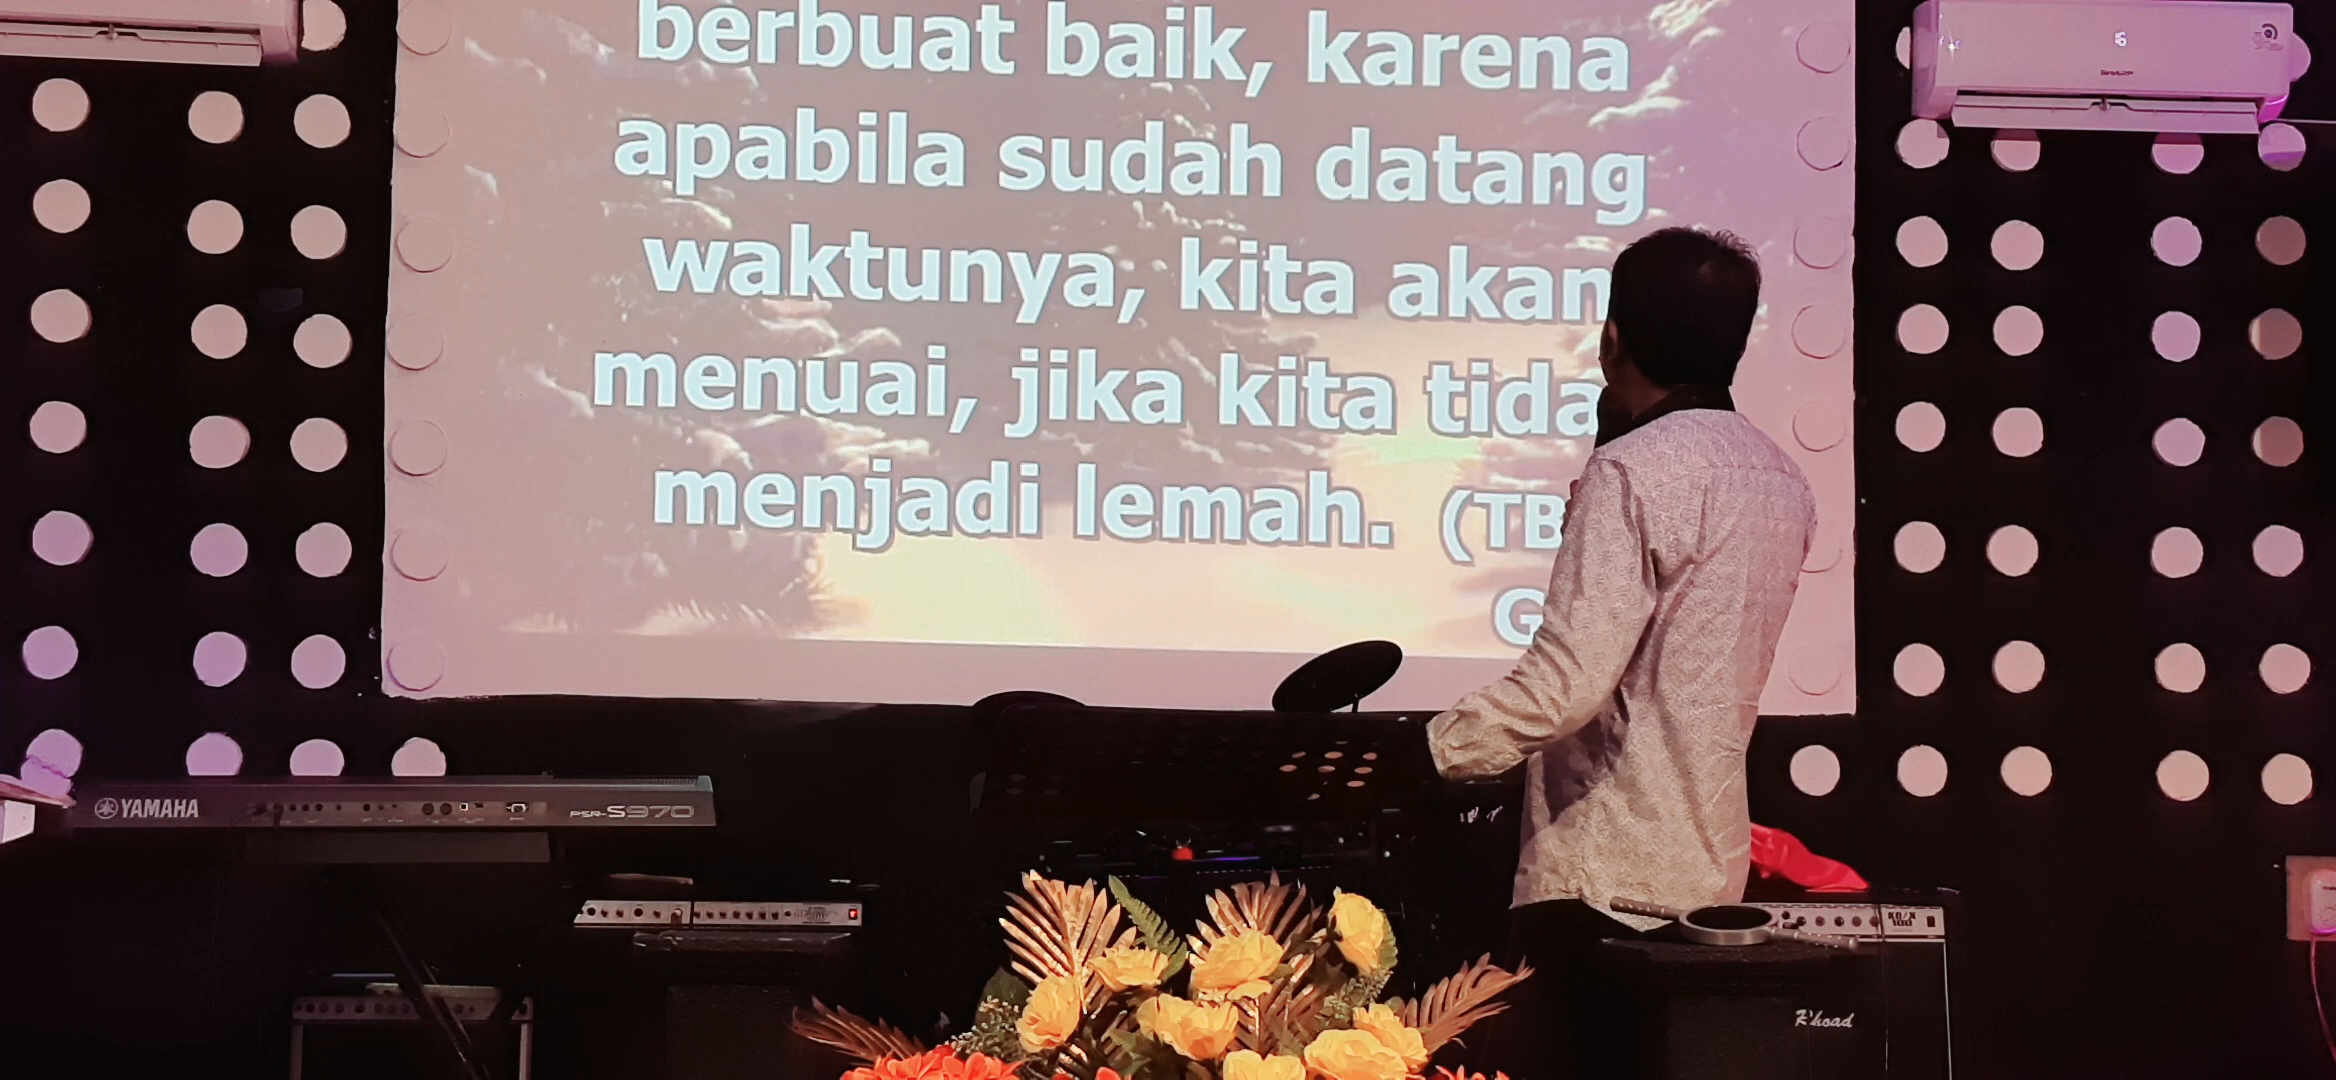 berbuat baik, karena
apabila sudah datang
waktunya, kita akan
menuai, jika kita
menjadi lemah. (TB
SHARP
YAMAHA
PSR-S970
K'hoad